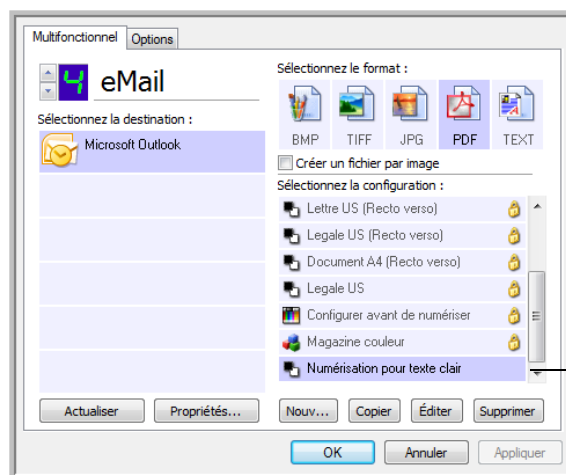 Multifonctionnel
Options
4 eMail
Sélectionnez la destination :
Microsoft Outlook
Actualiser
Propriétés...
Sélectionnez le format :
BMP TIFF JPG PDF TEXT
Créer un fichier par image
Sélectionnez la configuration :
Lettre US (Recto verso)
Legale US (Recto verso)
Document A4 (Recto verso)
Legale US
Configurer avant de numériser
Magazine couleur
Numérisation pour texte clair
Nouv...
Copier
Éditer
Supprimer
OK
Annuler
Appliquer